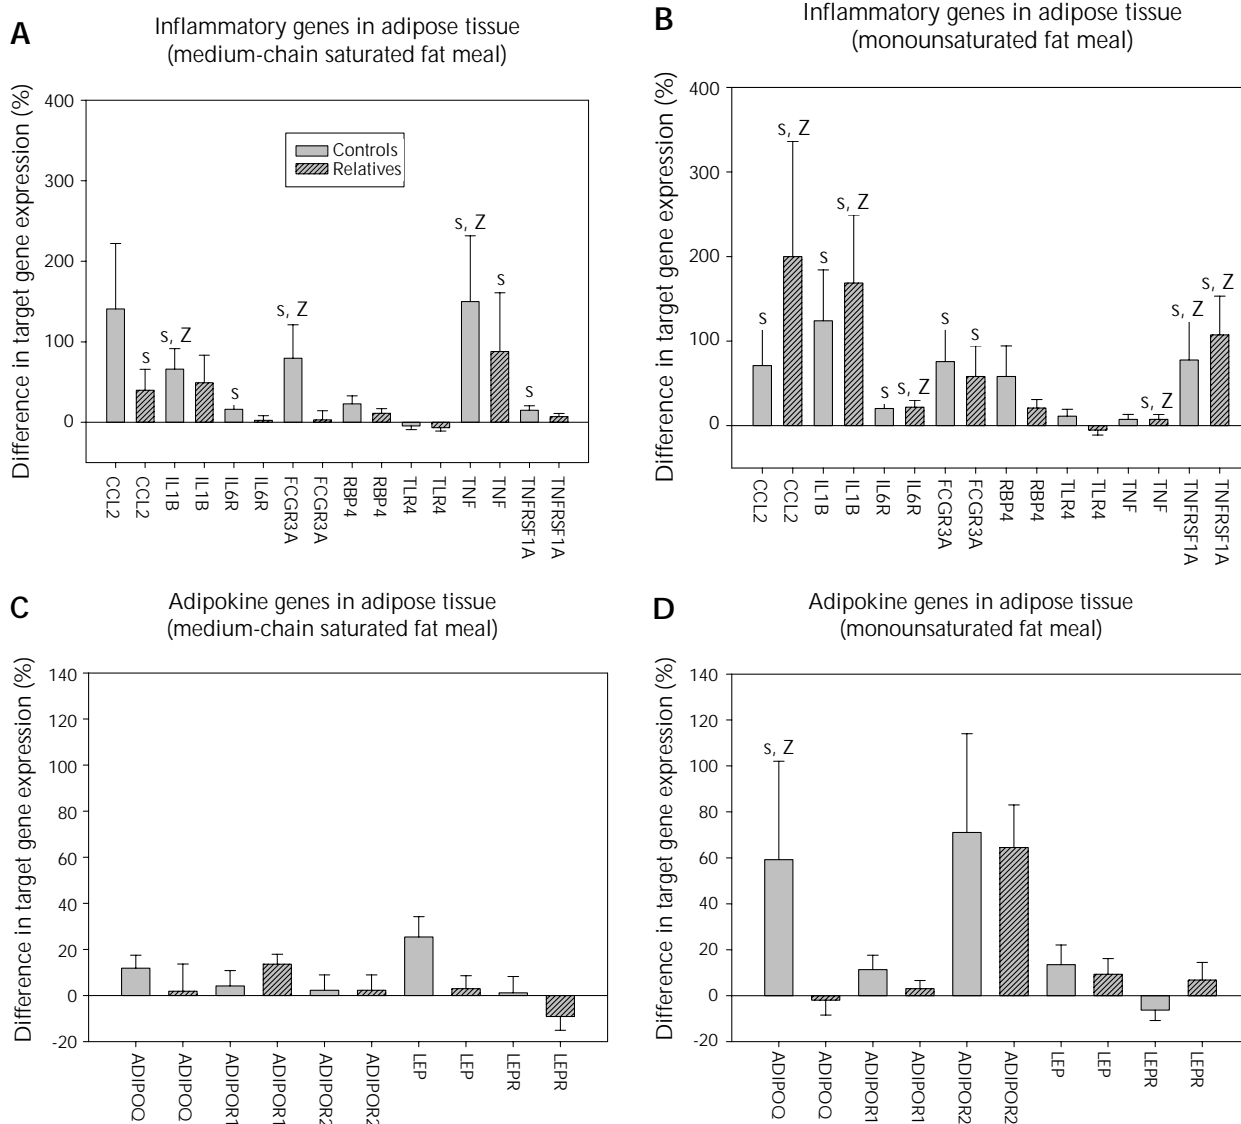 A
Inflammatory genes in adipose tissue
(medium-chain saturated fat meal)
Difference in target gene expression (%)
400
300
200
100
0
Controls
Relatives
s
s, Z
s
s, Z
s, Z
s
s
CCL2
CCL2
IL1B
IL1B
IL6R
IL6R
FCGR3A
FCGR3A
RBP4
RBP4
TLR4
TLR4
TNF
TNF
TNFRSF1A
TNFRSF1A
B
Inflammatory genes in adipose tissue
(monounsaturated fat meal)
Difference in target gene expression (%)
400
300
200
100
0
s
s, Z
s
s, Z
s
s, Z
s
s
s, Z
s, Z
s, Z
CCL2
CCL2
IL1B
IL1B
IL6R
IL6R
FCGR3A
FCGR3A
RBP4
RBP4
TLR4
TLR4
TNF
TNF
TNFRSF1A
TNFRSF1A
C
Adipokine genes in adipose tissue
(medium-chain saturated fat meal)
Difference in target gene expression (%)
140
120
100
80
60
40
20
0
-20
ADIPOQ
ADIPOQ
ADIPOR1
ADIPOR1
ADIPOR2
ADIPOR2
LEP
LEP
LEPR
LEPR
D
Adipokine genes in adipose tissue
(monounsaturated fat meal)
Difference in target gene expression (%)
140
120
100
80
60
40
20
0
-20
s, Z
ADIPOQ
ADIPOQ
ADIPOR1
ADIPOR1
ADIPOR2
ADIPOR2
LEP
LEP
LEPR
LEPR